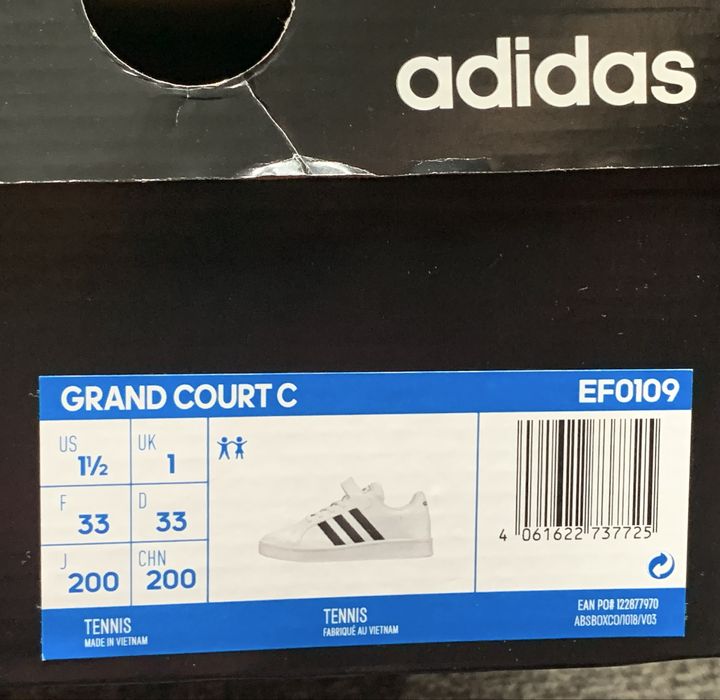 adidas
GRAND COURT C EF0109
US 1½ UK 1
F 33 D 33
J 200 CHN 200
4 061622 737725
TENNIS
MADE IN VIETNAM
TENNIS
FABRIQUÉ AU VIETNAM
EAN PO# 122877970
ABSBOXCO/1018/V03